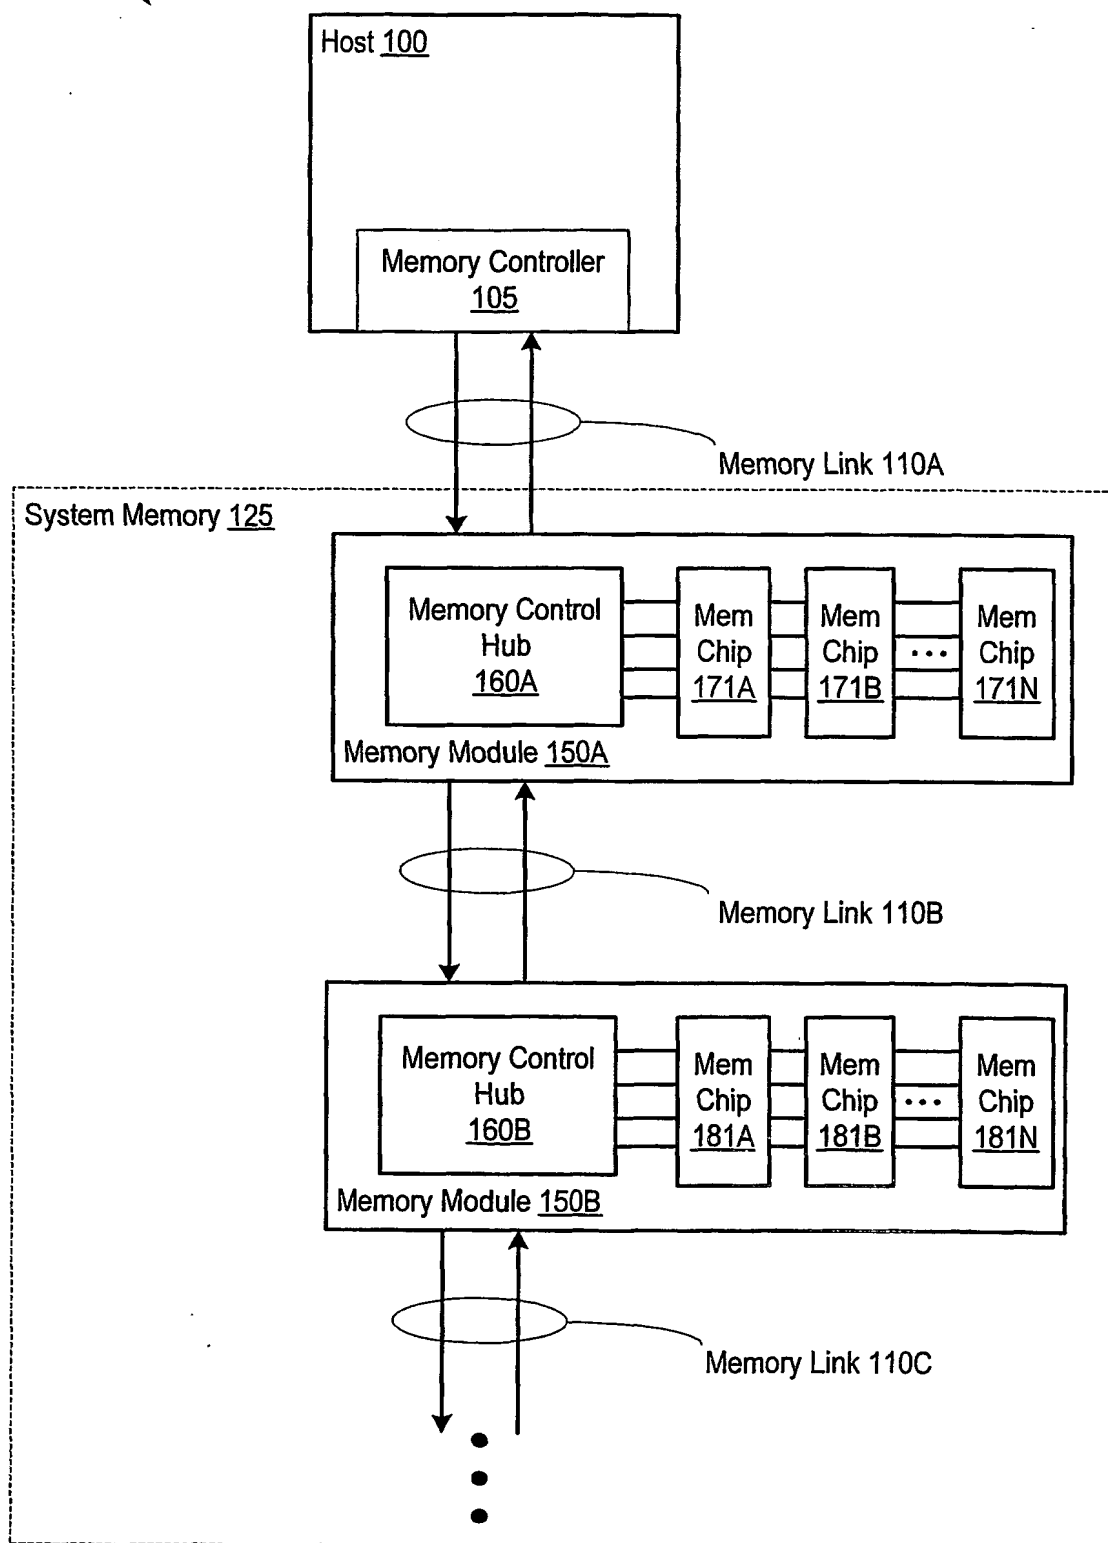 Host 100
Memory Controller
105
Memory Link 110A
System Memory 125
Memory Control
Hub
160A
Mem
Chip
171A
Mem
Chip
171B
...
Mem
Chip
171N
Memory Module 150A
Memory Link 110B
Memory Control
Hub
160B
Mem
Chip
181A
Mem
Chip
181B
...
Mem
Chip
181N
Memory Module 150B
Memory Link 110C